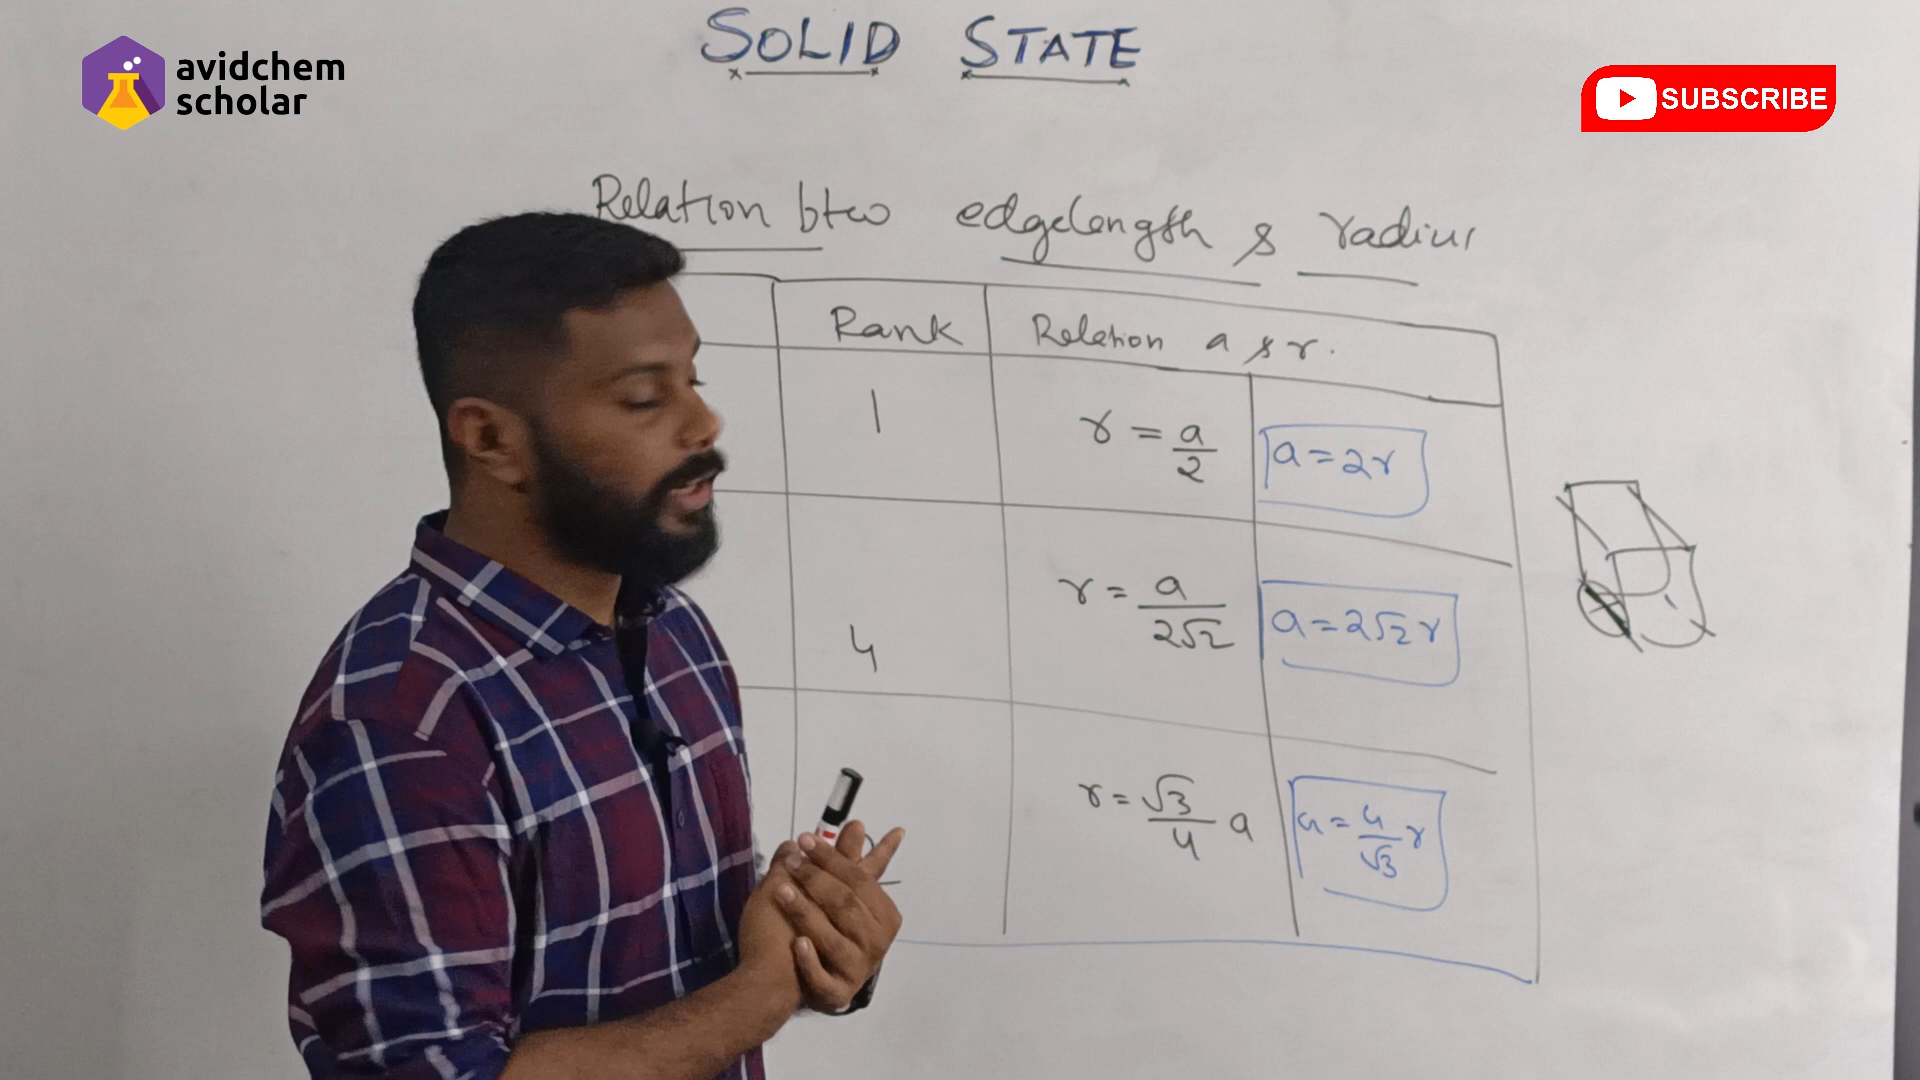 SOLID STATE
avidchem
scholar
SUBSCRIBE
Relation btw edgelength & radius
Rank
Relation a & r.
1
r = a/2
a = 2r
4
r = a/2√2
a = 2√2 r
r = √3/4 a
a = 4/√3 r